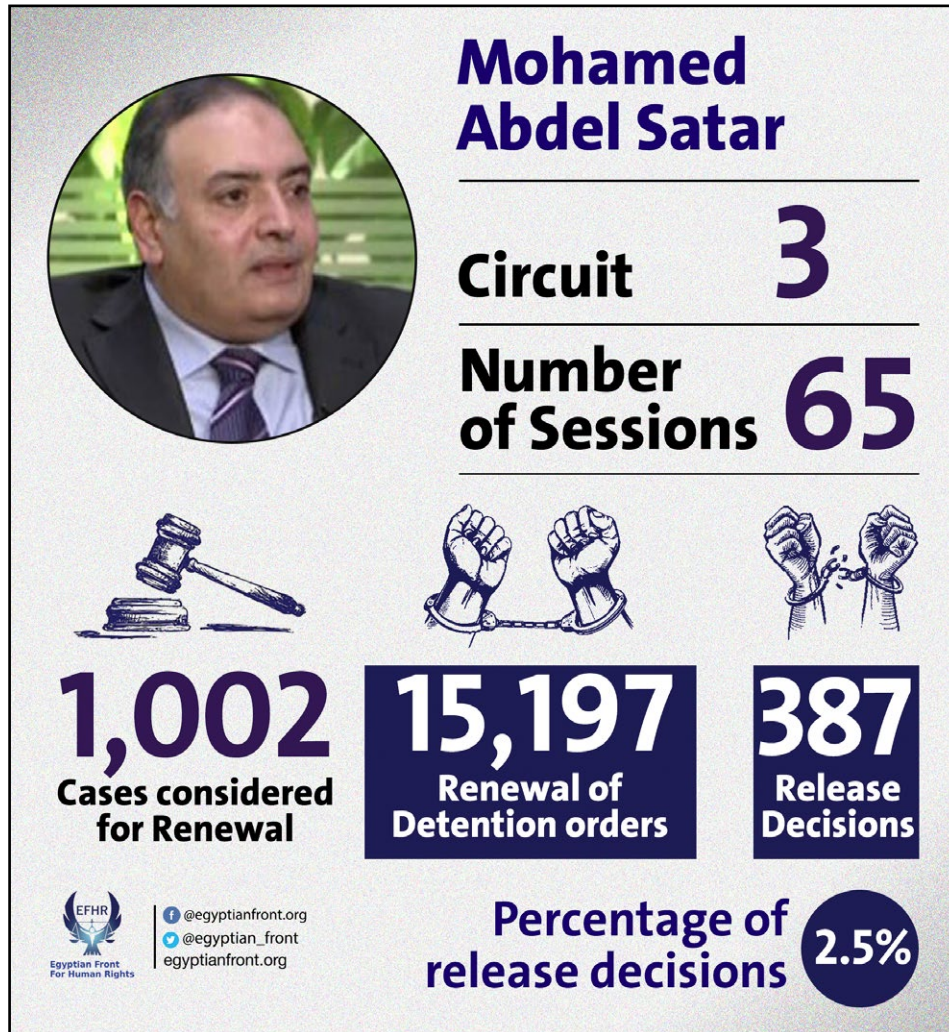 Mohamed
Abdel Satar
Circuit 3
Number
of Sessions 65
1,002
Cases considered
for Renewal
15,197
Renewal of
Detention orders
387
Release
Decisions
EFHR
Egyptian Front
For Human Rights
@egyptianfront.org
@egyptian_front
egyptianfront.org
Percentage of
release decisions
2.5%